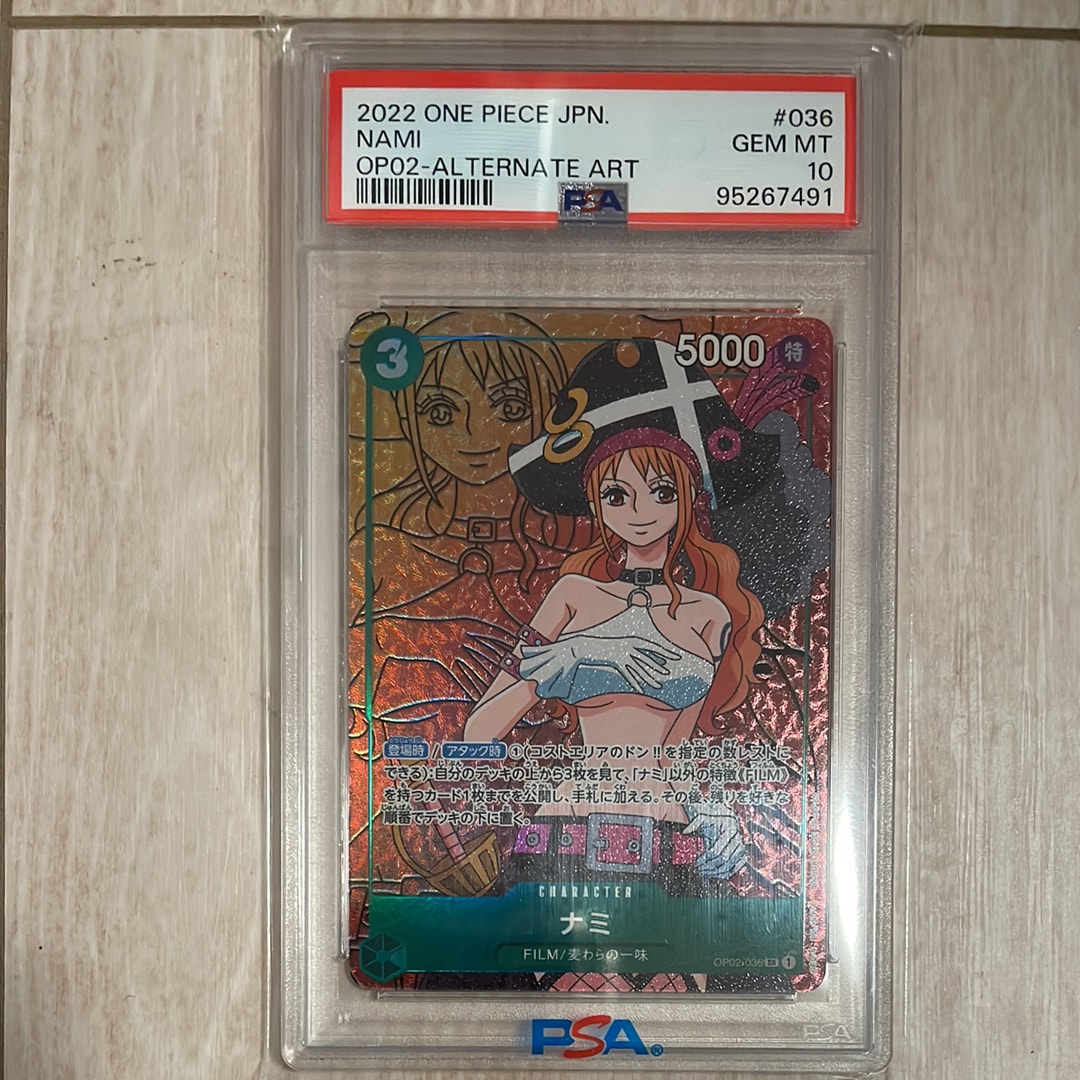 2022 ONE PIECE JPN.
#036
NAMI
GEM MT
OP02-ALTERNATE ART
10
95267491
PSA
3
5000
特
登場時 / アタック時 ①(コストエリアのドン!!を指定の数レストに
できる):自分のデッキの上から3枚を見て、「ナミ」以外の特徴《FILM》
を持つカード1枚までを公開し、手札に加える。その後、残りを好きな
順番でデッキの下に置く。
CHARACTER
ナミ
FILM/麦わらの一味
OP02-036 SR 1
PSA
PSA®